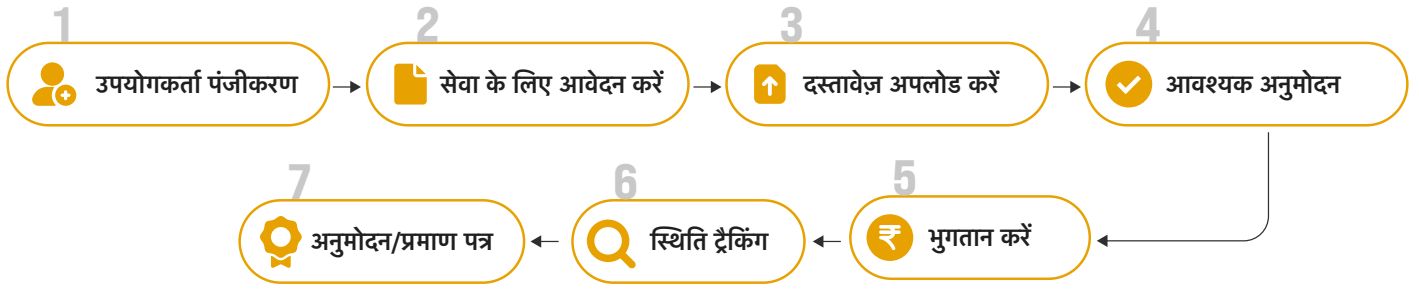 1
उपयोगकर्ता पंजीकरण
2
सेवा के लिए आवेदन करें
3
दस्तावेज़ अपलोड करें
4
आवश्यक अनुमोदन
5
₹
भुगतान करें
6
स्थिति ट्रैकिंग
7
अनुमोदन/प्रमाण पत्र